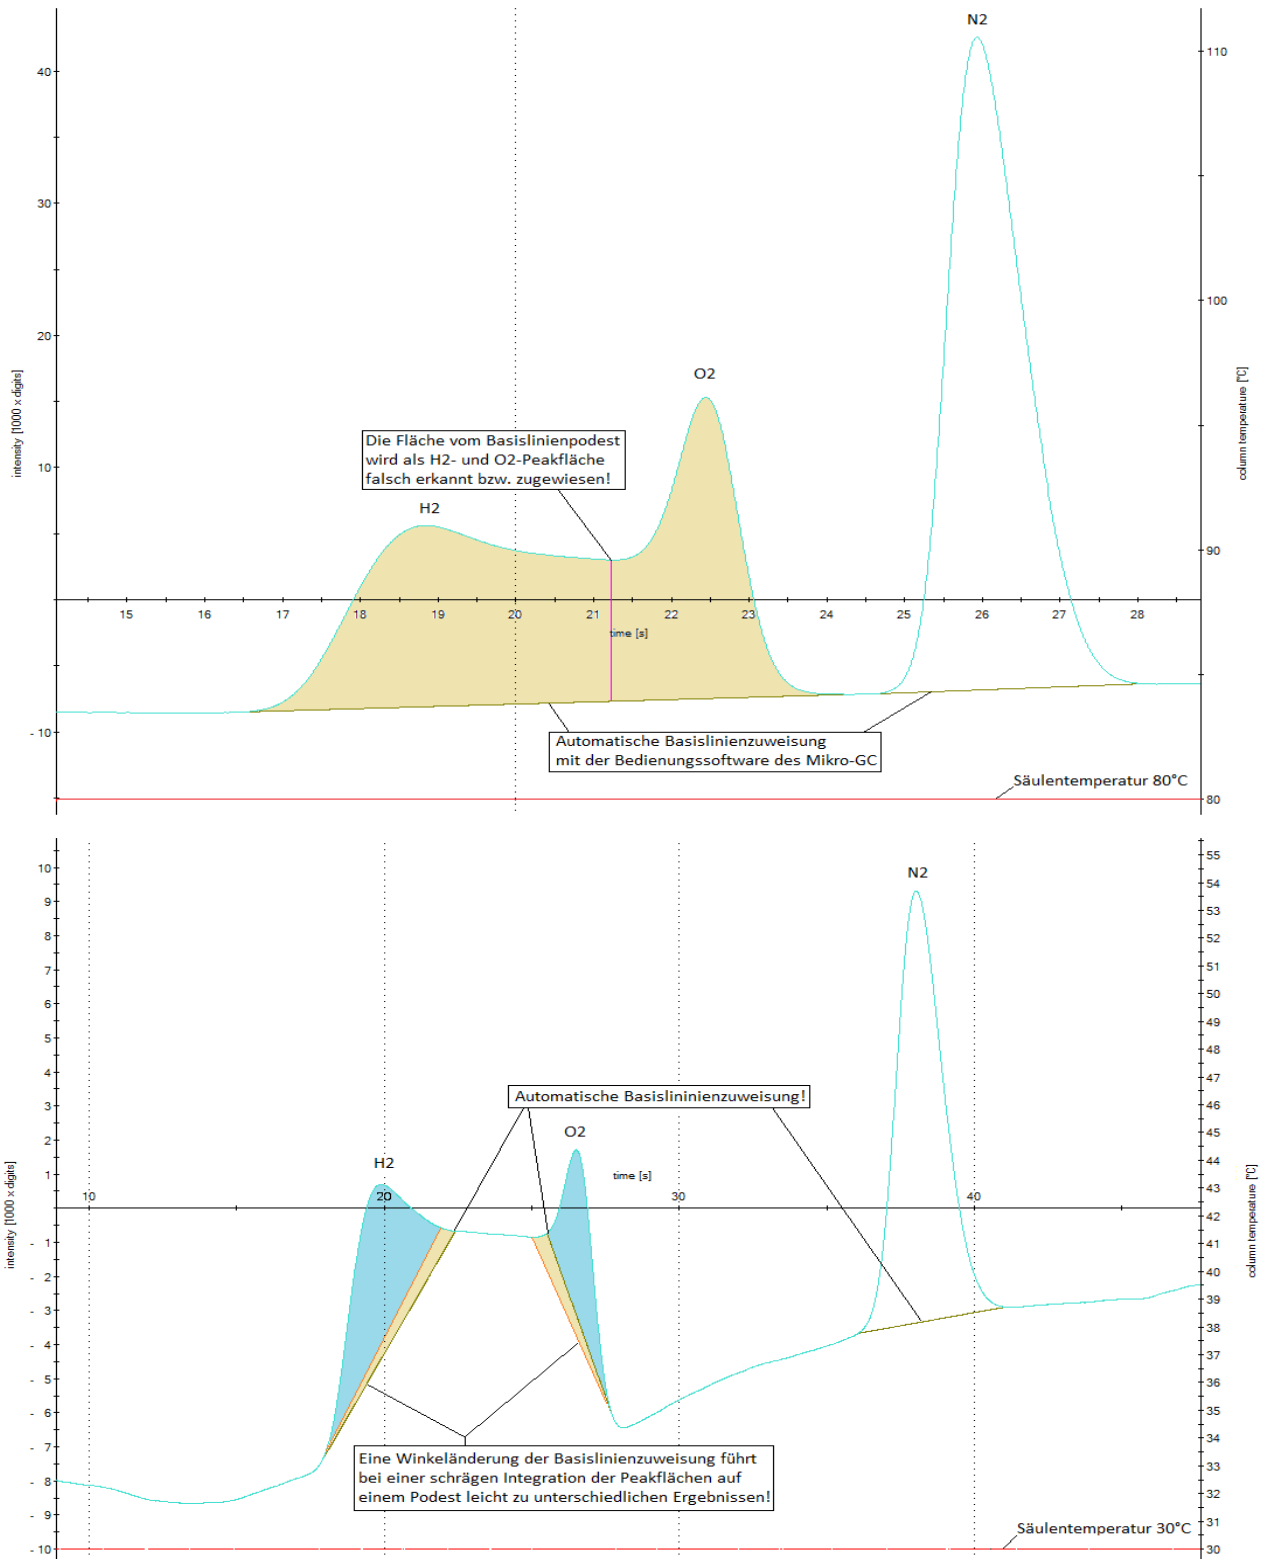 N2
110
40
30
100
20
O2
intensity [1000 x digits]
column temperature [°C]
Die Fläche vom Basislinienpodest
wird als H2- und O2-Peakfläche
falsch erkannt bzw. zugewiesen!
10
H2
90
15 16 17 18 19 20 21 22 23 24 25 26 27 28
time [s]
- 10
Automatische Basislinienzuweisung
mit der Bedienungssoftware des Mikro-GC
Säulentemperatur 80°C
80
10
9
8
7
6
5
4
3
2
1
- 1
- 2
- 3
- 4
- 5
- 6
- 7
- 8
- 9
- 10
N2
55
54
53
52
51
50
49
48
47
46
45
44
43
42
41
40
39
38
37
36
35
34
33
32
31
30
Automatische Basislininienzuweisung!
O2
H2
time [s]
10 20 30 40
intensity [1000 x digits]
column temperature [°C]
Eine Winkeländerung der Basislinienzuweisung führt
bei einer schrägen Integration der Peakflächen auf
einem Podest leicht zu unterschiedlichen Ergebnissen!
Säulentemperatur 30°C